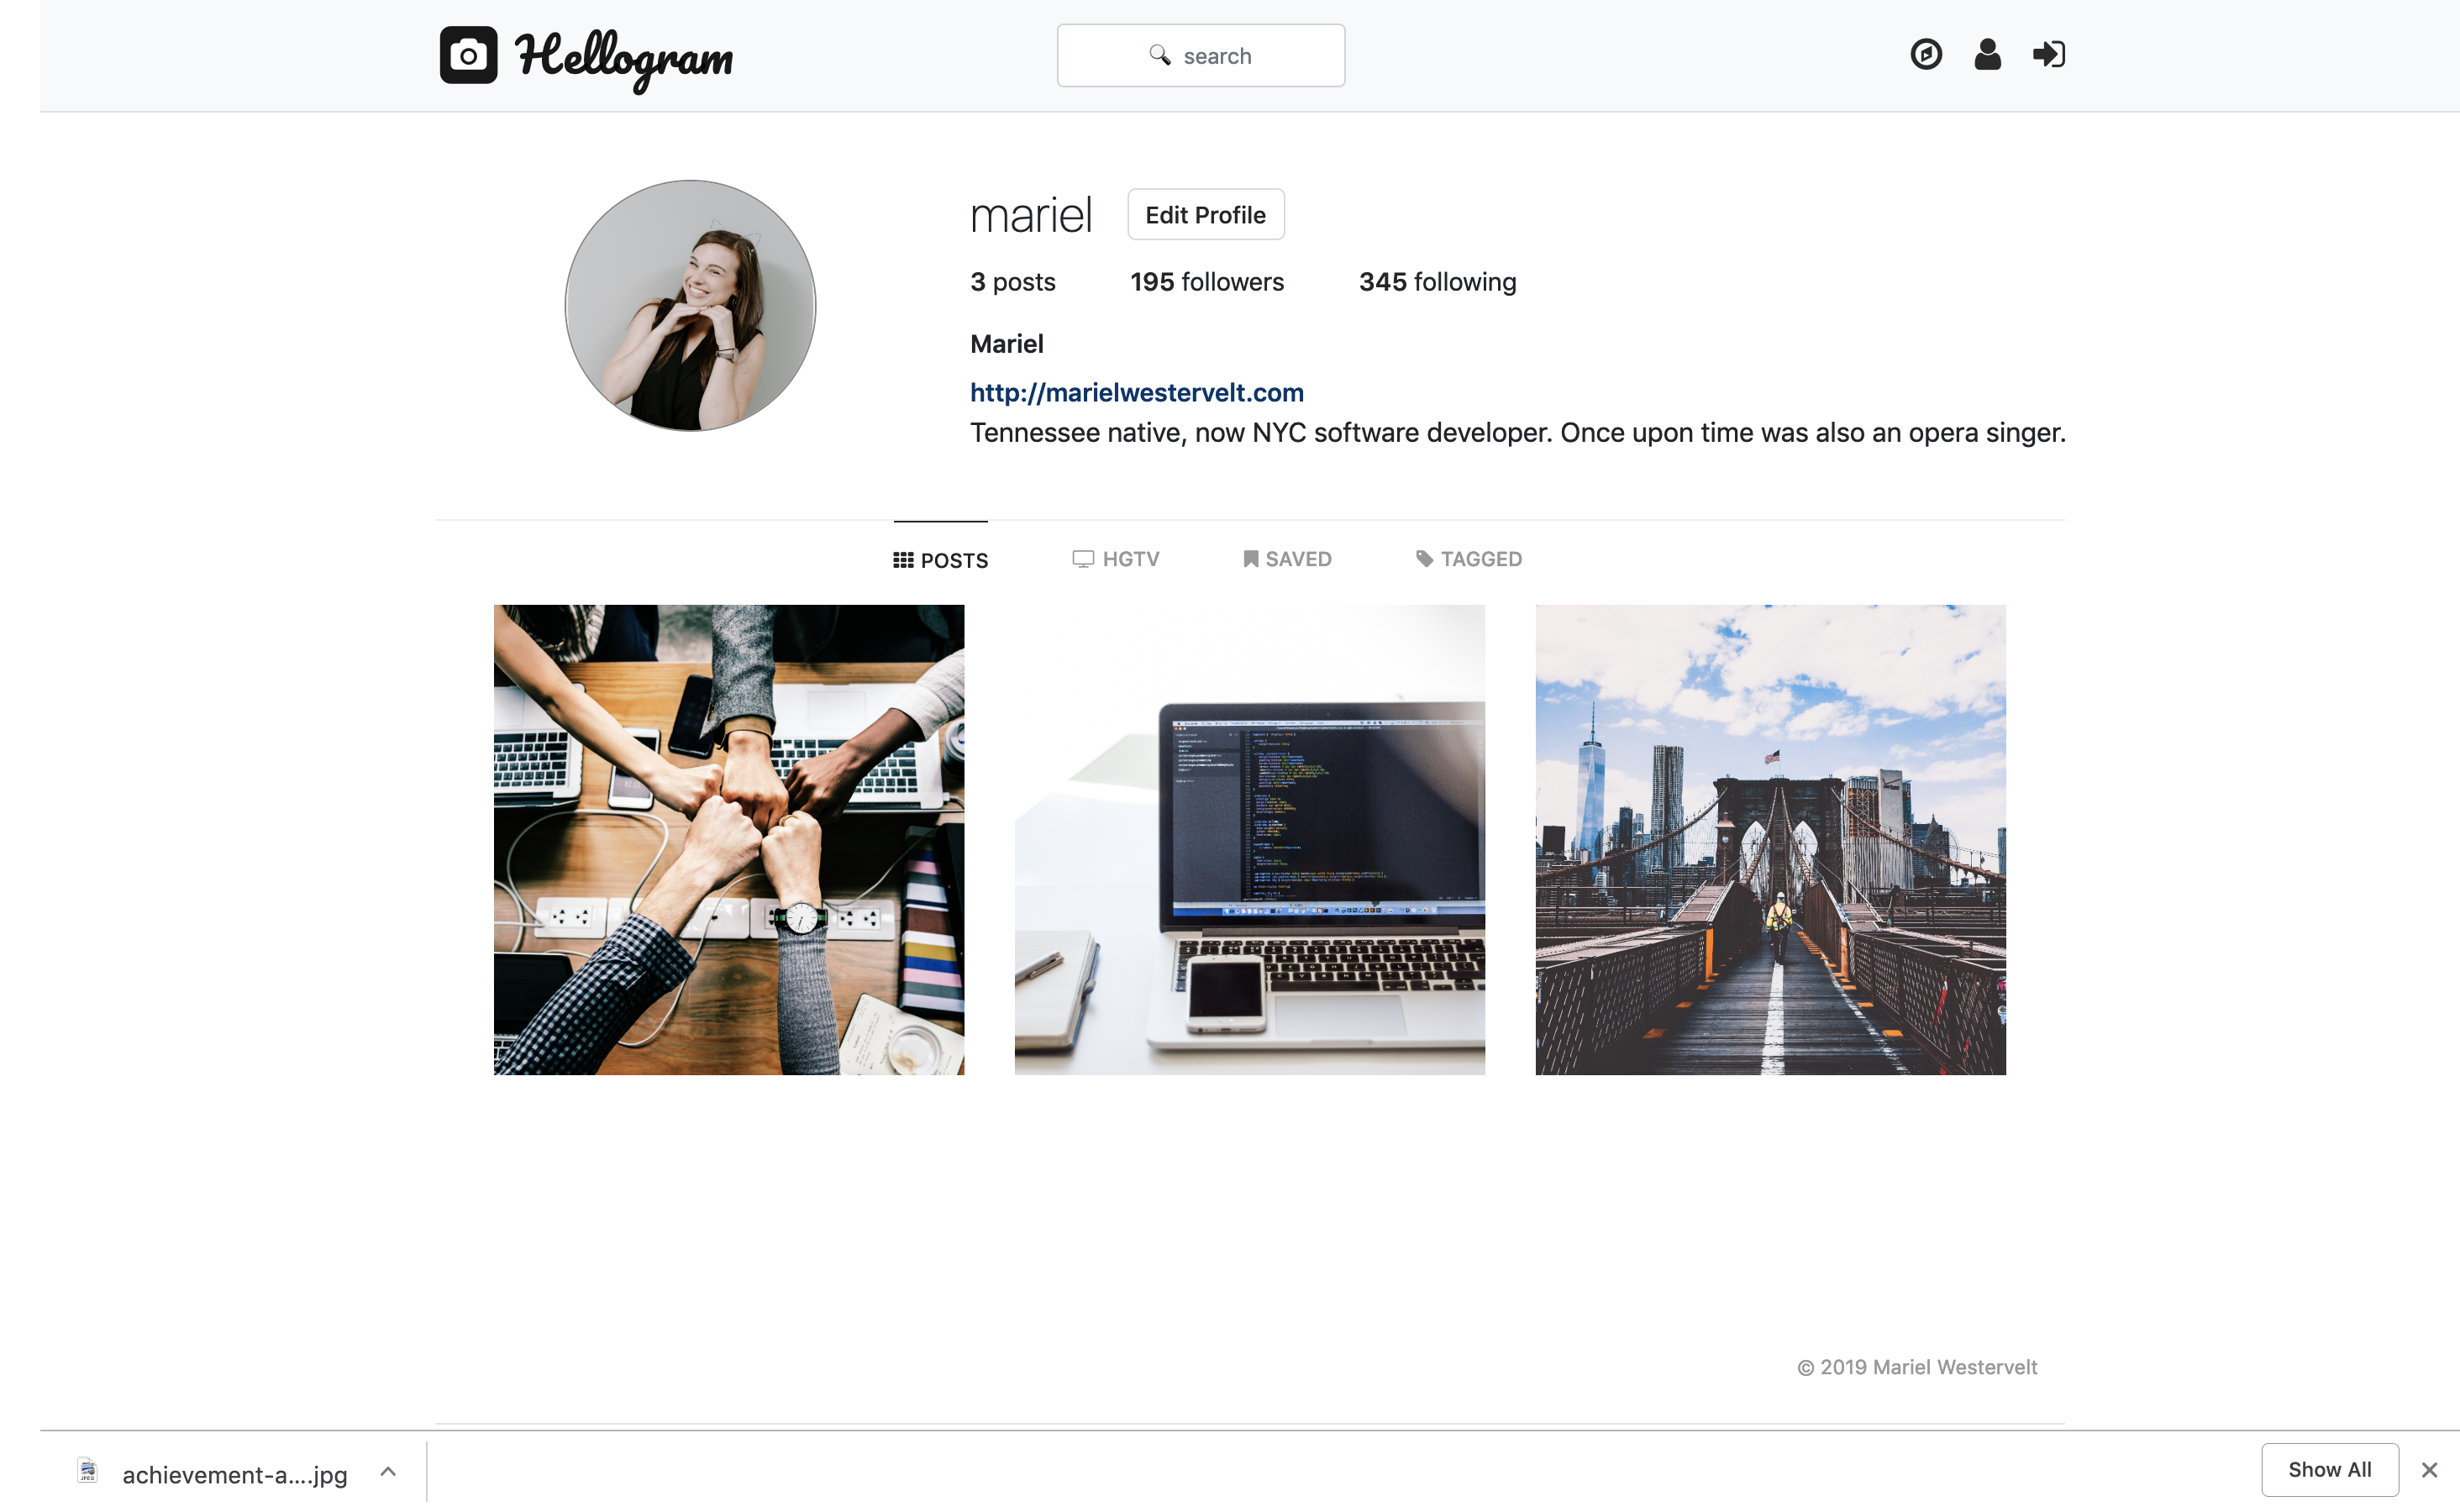 Hellogram
search
mariel
Edit Profile
3 posts 195 followers 345 following
Mariel
http://marielwestervelt.com
Tennessee native, now NYC software developer. Once upon time was also an opera singer.
POSTS HGTV SAVED TAGGED
© 2019 Mariel Westervelt
achievement-a....jpg
Show All